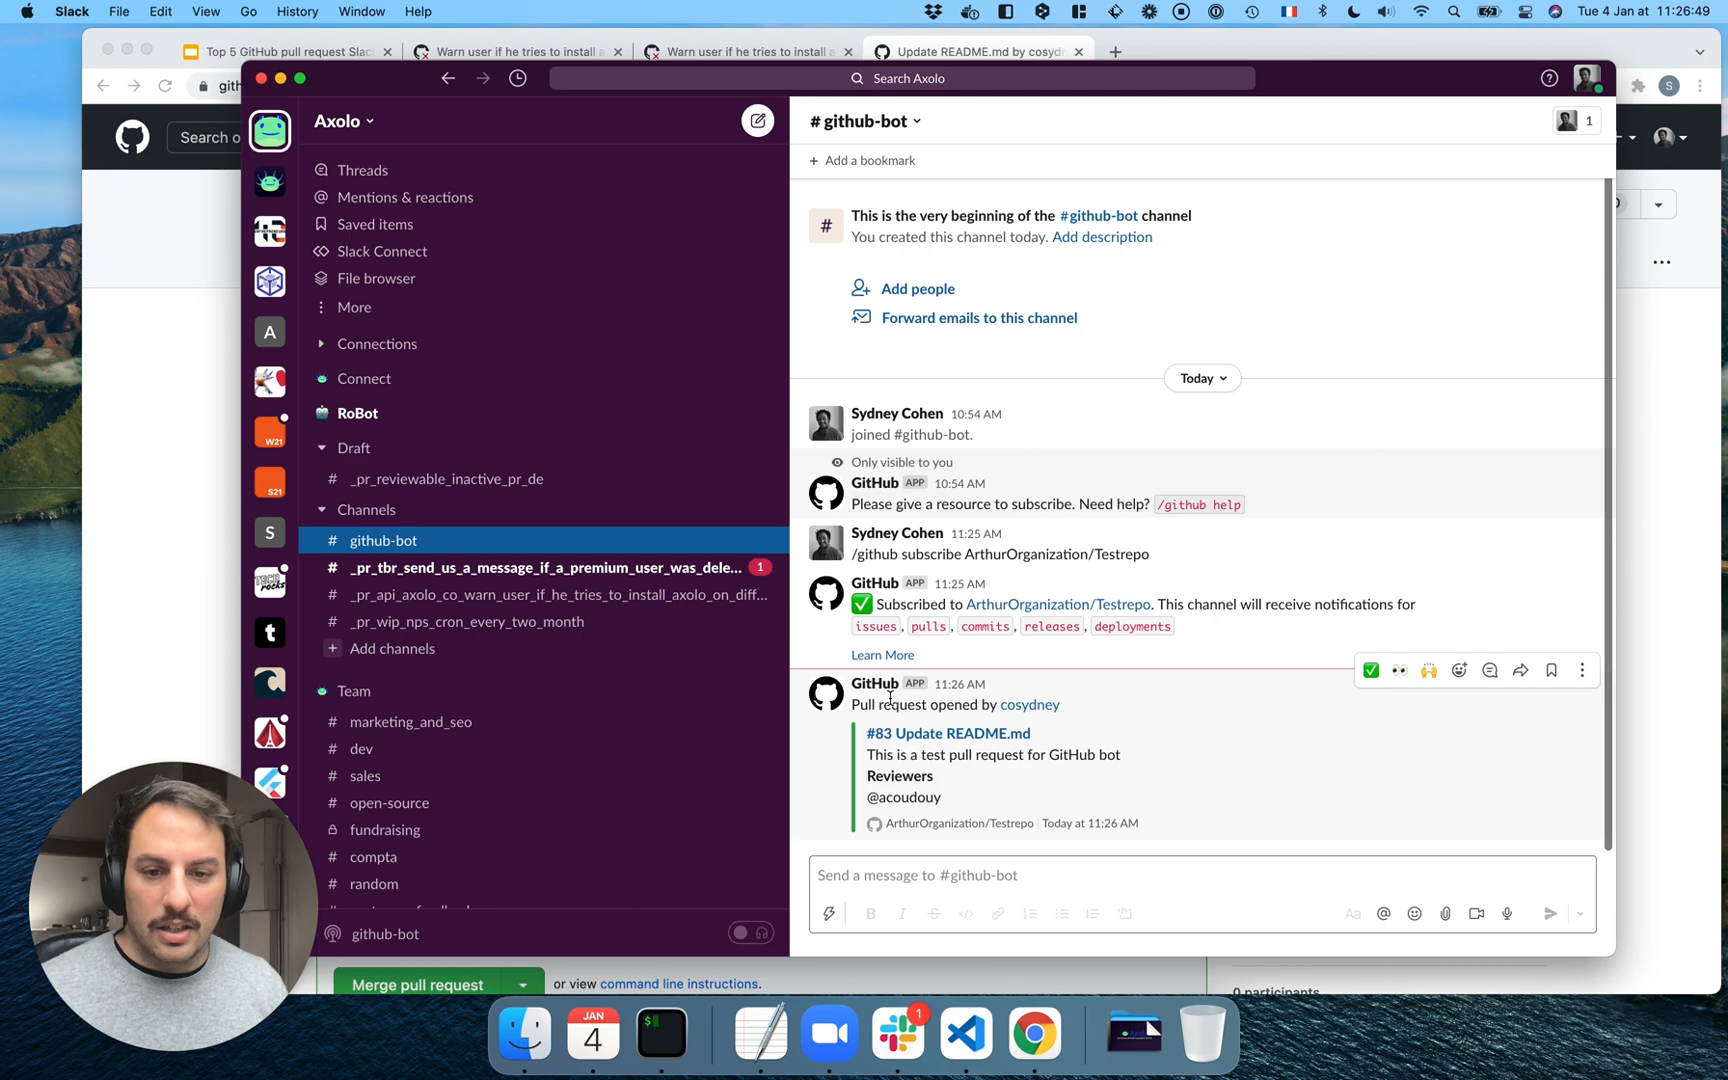 Slack File Edit View Go History Window Help
Tue 4 Jan at 11:26:49
Top 5 GitHub pull request Slac
Warn user if he tries to install a
Warn user if he tries to install a
Update README.md by cosydn
gith
Search o
Search Axolo
Axolo
Threads
Mentions & reactions
Saved items
Slack Connect
File browser
More
Connections
Connect
RoBot
Draft
# _pr_reviewable_inactive_pr_de
Channels
# github-bot
# _pr_tbr_send_us_a_message_if_a_premium_user_was_dele... 1
# _pr_api_axolo_co_warn_user_if_he_tries_to_install_axolo_on_diff...
# _pr_wip_nps_cron_every_two_month
+ Add channels
Team
# marketing_and_seo
# dev
# sales
# open-source
fundraising
# compta
# random
github-bot
A
W21
S21
S
TECH
rocks
t
# github-bot
1
+ Add a bookmark
# This is the very beginning of the #github-bot channel
You created this channel today. Add description
Add people
Forward emails to this channel
Today
Sydney Cohen 10:54 AM
joined #github-bot.
Only visible to you
GitHub APP 10:54 AM
Please give a resource to subscribe. Need help? /github help
Sydney Cohen 11:25 AM
/github subscribe ArthurOrganization/Testrepo
GitHub APP 11:25 AM
✅ Subscribed to ArthurOrganization/Testrepo. This channel will receive notifications for
issues, pulls, commits, releases, deployments
Learn More
GitHub APP 11:26 AM
Pull request opened by cosydney
#83 Update README.md
This is a test pull request for GitHub bot
Reviewers
@acoudouy
ArthurOrganization/Testrepo | Today at 11:26 AM
Send a message to #github-bot
B I S </> Aa @
Merge pull request or view command line instructions.
0 participants
JAN
4
$
1
S